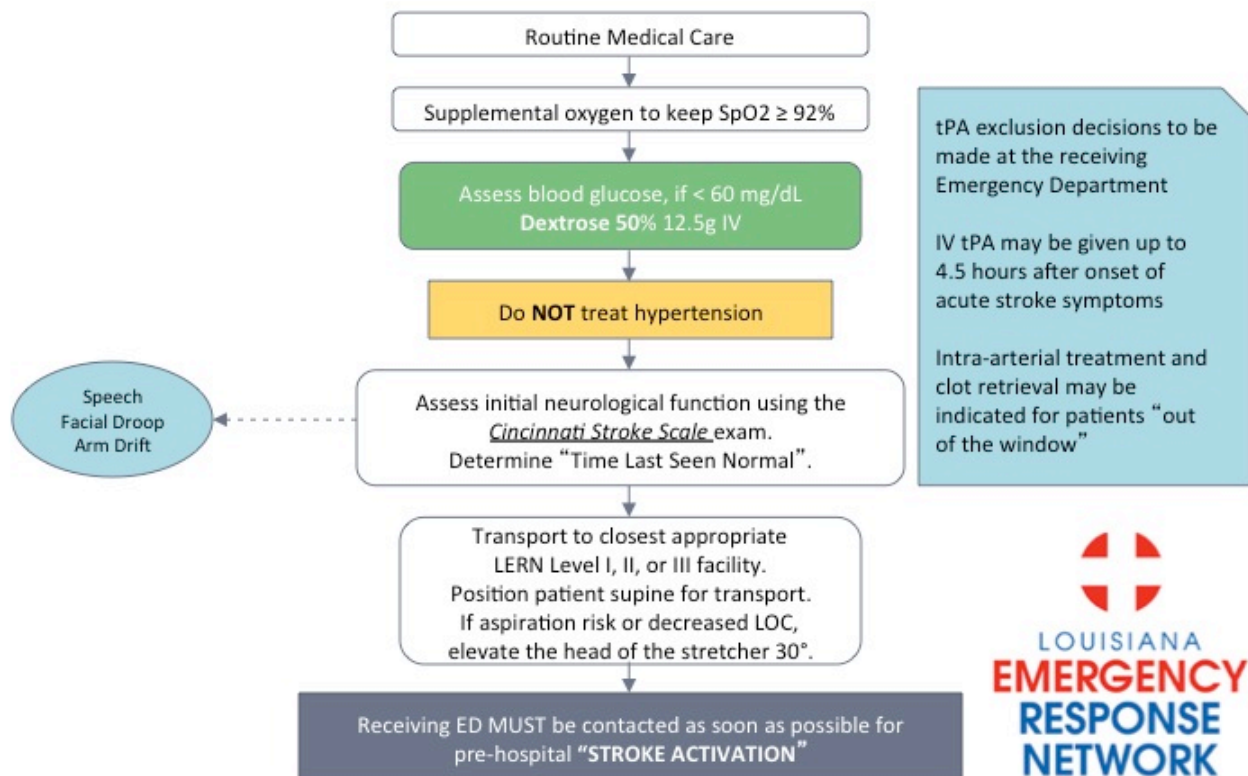 Routine Medical Care
Supplemental oxygen to keep SpO2 ≥ 92%
Assess blood glucose, if < 60 mg/dL
Dextrose 50% 12.5g IV
Do NOT treat hypertension
Assess initial neurological function using the
Cincinnati Stroke Scale exam.
Determine “Time Last Seen Normal”.
Speech
Facial Droop
Arm Drift
Transport to closest appropriate
LERN Level I, II, or III facility.
Position patient supine for transport.
If aspiration risk or decreased LOC,
elevate the head of the stretcher 30°.
Receiving ED MUST be contacted as soon as possible for
pre-hospital “STROKE ACTIVATION”
tPA exclusion decisions to be
made at the receiving
Emergency Department
IV tPA may be given up to
4.5 hours after onset of
acute stroke symptoms
Intra-arterial treatment and
clot retrieval may be
indicated for patients “out
of the window”
LOUISIANA
EMERGENCY
RESPONSE
NETWORK